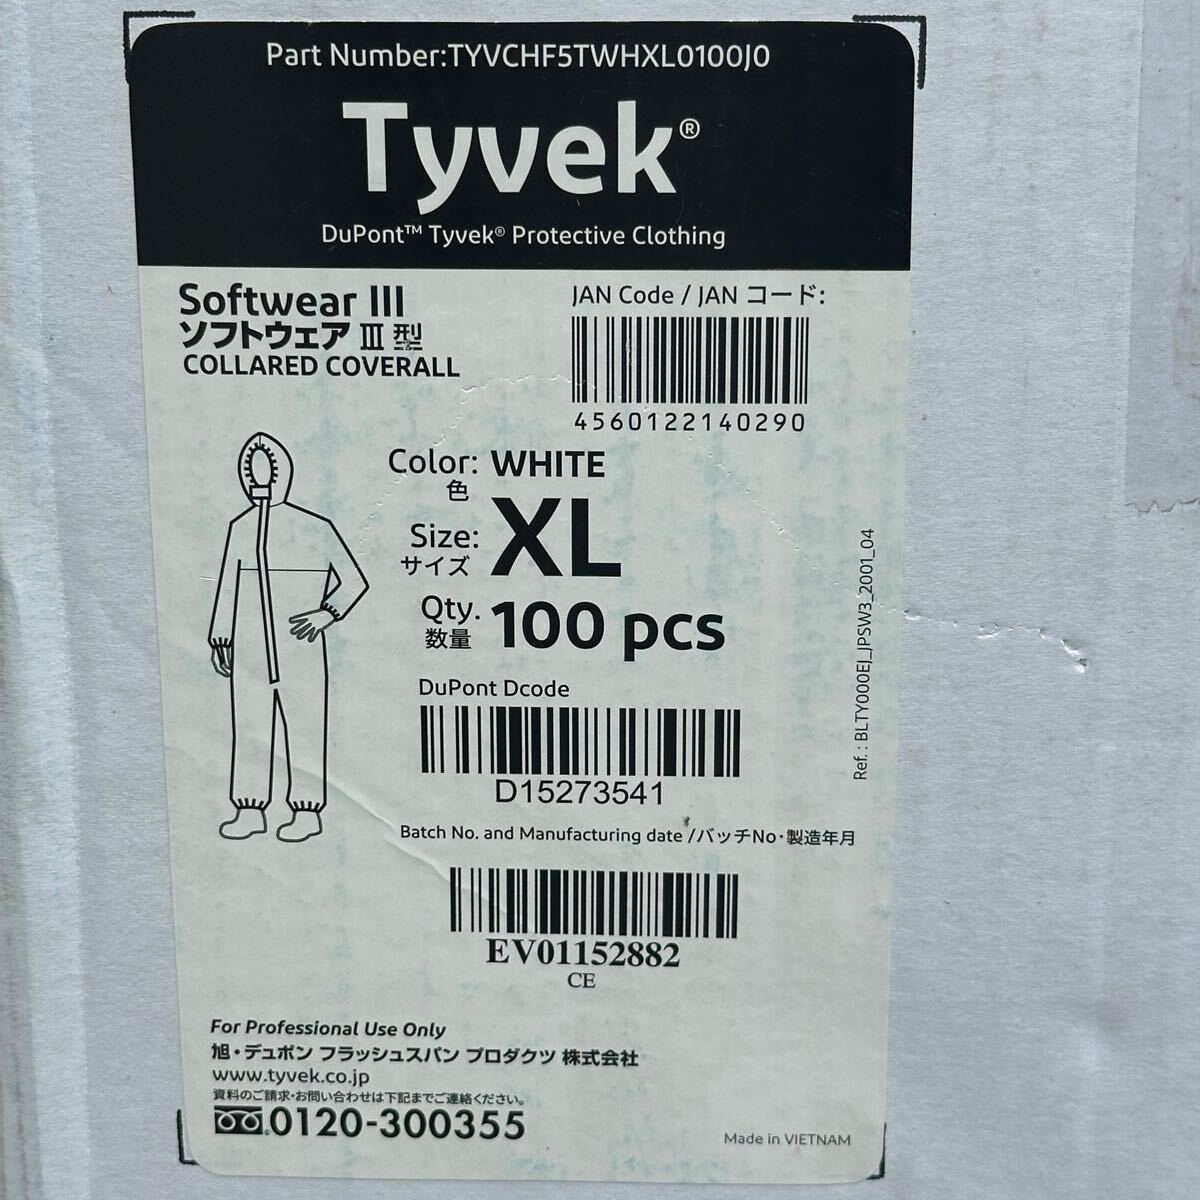 Part Number:TYVCHF5TWHXL0100J0
Tyvek®
DuPont™ Tyvek® Protective Clothing
Softwear III
ソフトウェア III 型
COLLARED COVERALL
JAN Code / JAN コード:
4560122140290
Color: WHITE
色
Size: XL
サイズ
Qty. 100 pcs
数量
DuPont Dcode
D15273541
Batch No. and Manufacturing date /バッチNo・製造年月
EV01152882
CE
Ref.: BLTY000EJ_JPSW3_2001_04
For Professional Use Only
旭・デュポン フラッシュスパン プロダクツ 株式会社
www.tyvek.co.jp
資料のご請求・お問い合わせは下記までご連絡ください。
0120-300355
Made in VIETNAM